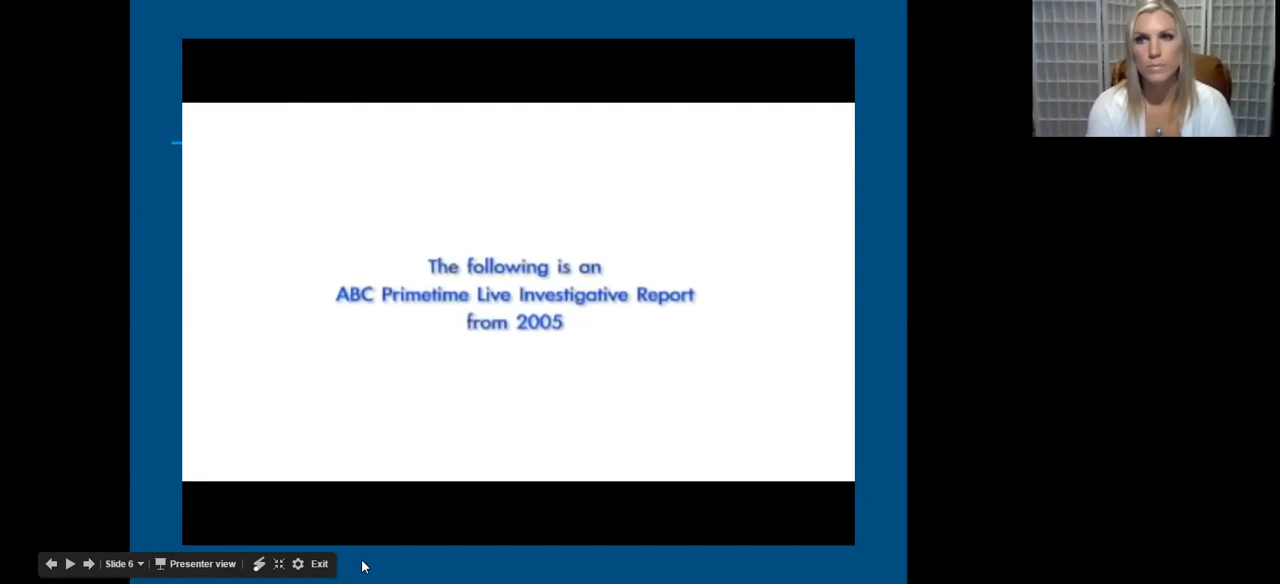 The following is an
ABC Primetime Live Investigative Report
from 2005
Slide 6
Presenter view
Exit